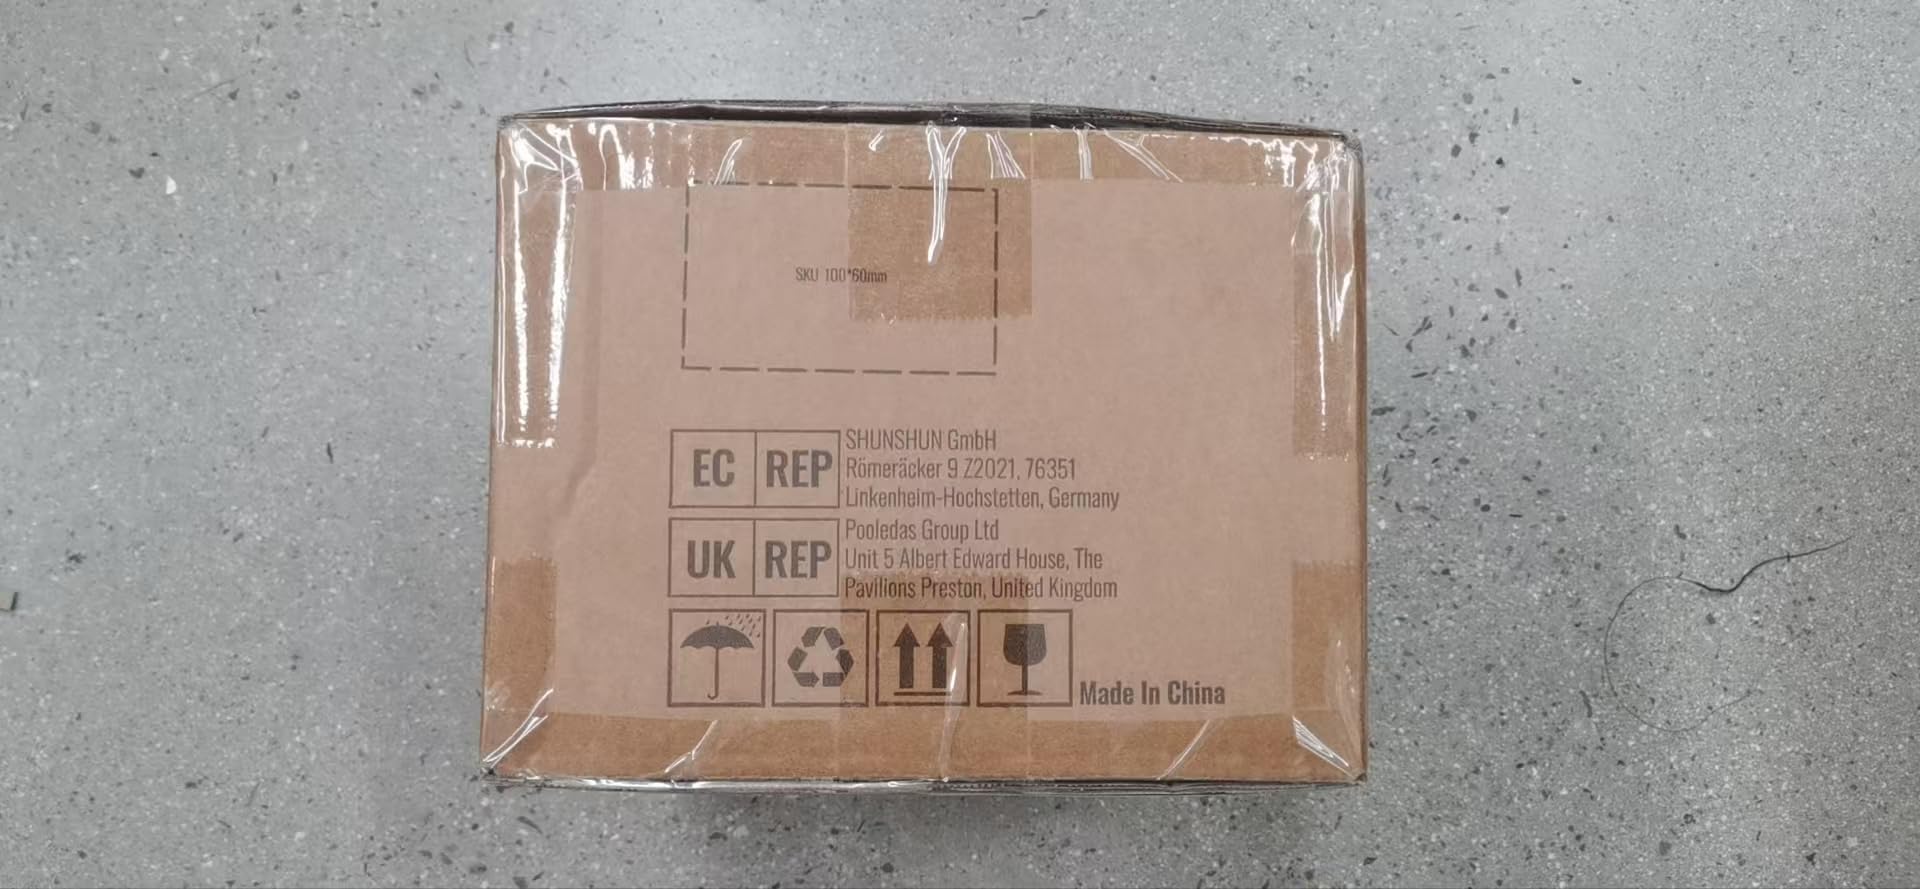 SKU 100*60mm
EC REP
SHUNSHUN GmbH
Römeräcker 9 Z2021, 76351
Linkenheim-Hochstetten, Germany
UK REP
Pooledas Group Ltd
Unit 5 Albert Edward House, The
Pavilions Preston, United Kingdom
Made In China